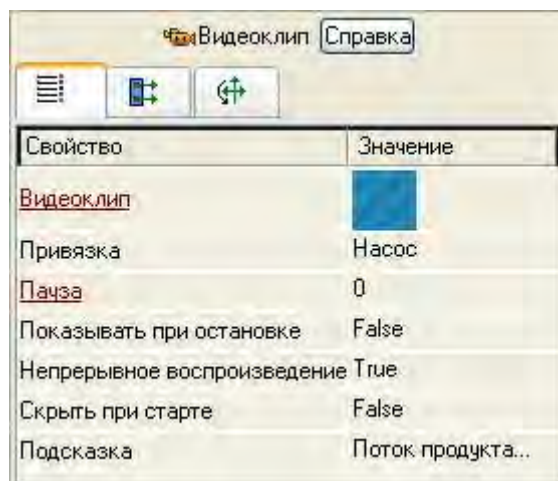 Видеоклип Справка
Свойство Значение
Видеоклип
Привязка Насос
Пауза 0
Показывать при остановке False
Непрерывное воспроизведение True
Скрыть при старте False
Подсказка Поток продукта...